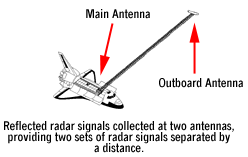 Main Antenna
Outboard Antenna
Reflected radar signals collected at two antennas,
providing two sets of radar signals separated by
a distance.